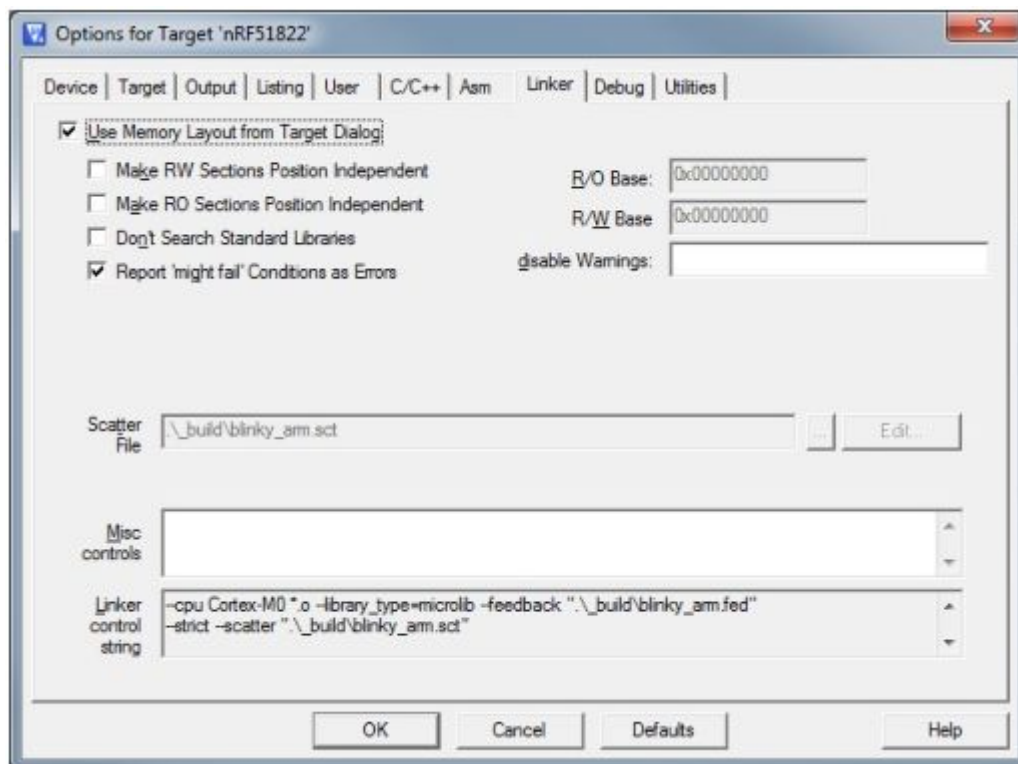 Options for Target 'nRF51822'
Device | Target | Output | Listing | User | C/C++ | Asm Linker | Debug | Utilities |
Use Memory Layout from Target Dialog
Make RW Sections Position Independent
Make RO Sections Position Independent
Don't Search Standard Libraries
Report 'might fail' Conditions as Errors
R/O Base: 0x00000000
R/W Base 0x00000000
disable Warnings:
Scatter File
.\_build\blinky_arm.sct
...
Edit...
Misc
controls
Linker
control
string
--cpu Cortex-M0 *.o --library_type=microlib --feedback ".\_build\blinky_arm.fed"
--strict --scatter ".\_build\blinky_arm.sct"
OK Cancel Defaults Help